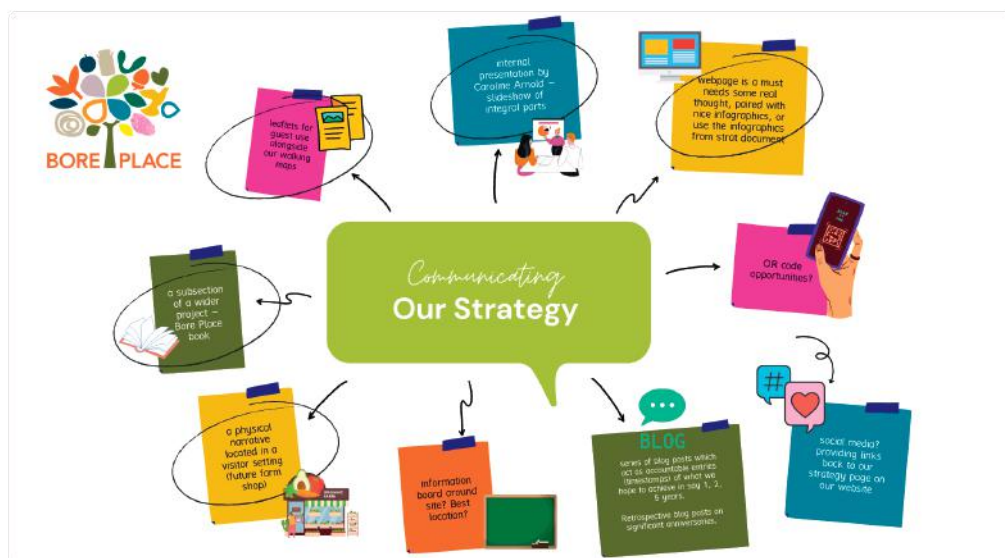 BORE PLACE
leaflets for
guest use
alongside
our walking
maps
internal
presentation by
Caroline Arnold –
slideshow of
integral parts
webpage is a must
needs some real
thought, paired with
nice infographics, or
use the infographics
from strat document
Communicating
Our Strategy
QR code
opportunities?
a subsection
of a wider
project –
Bore Place
book
a physical
narrative
located in a
visitor setting
(future farm
shop)
information
board around
site? Best
location?
BLOG
series of blog posts which
act as accountable entries
(timestamps) of what we
hope to achieve in say 1, 2,
5 years.
Retrospective blog posts on
significant anniversaries.
#
social media?
providing links
back to our
strategy page on
our website